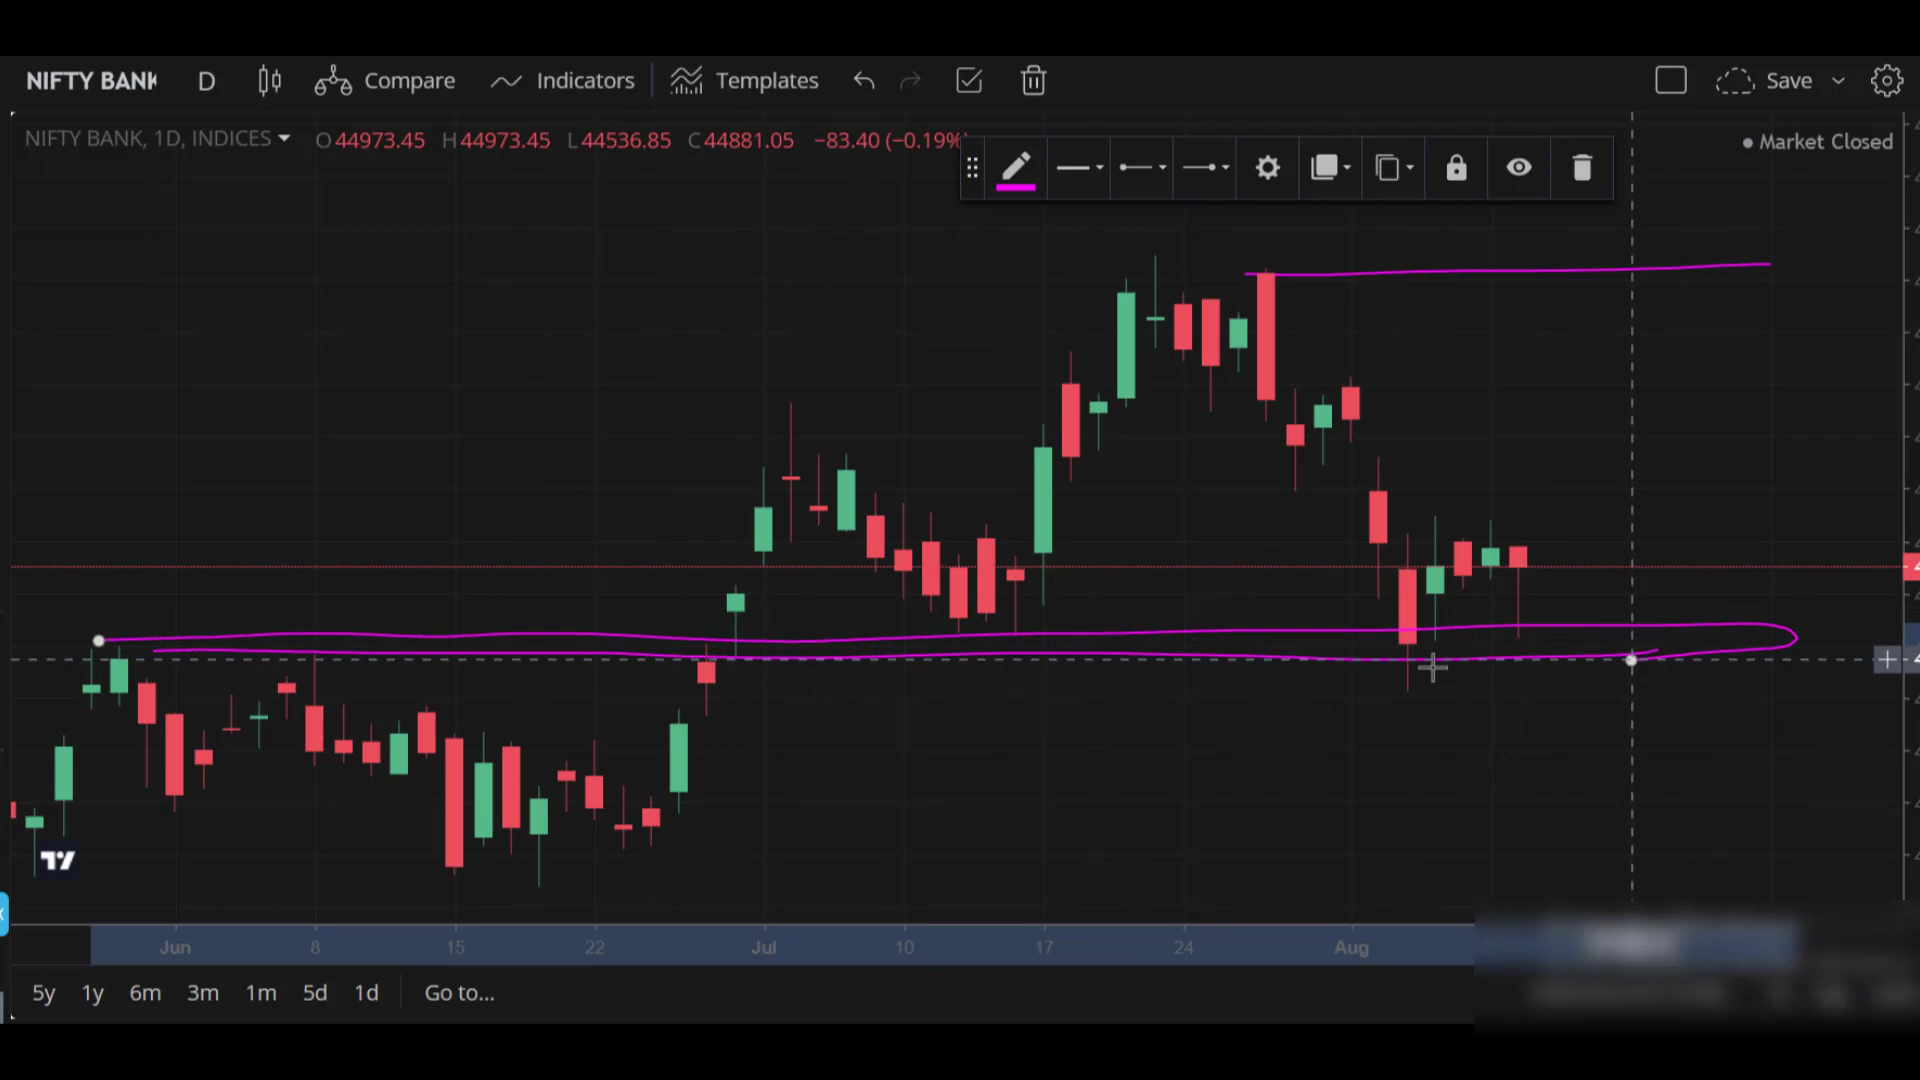 NIFTY BANK D Compare Indicators Templates Save
NIFTY BANK, 1D, INDICES O44973.45 H44973.45 L44536.85 C44881.05 −83.40 (−0.19%)
Market Closed
Jun 8 15 22 Jul 10 17 24 Aug
5y 1y 6m 3m 1m 5d 1d Go to...